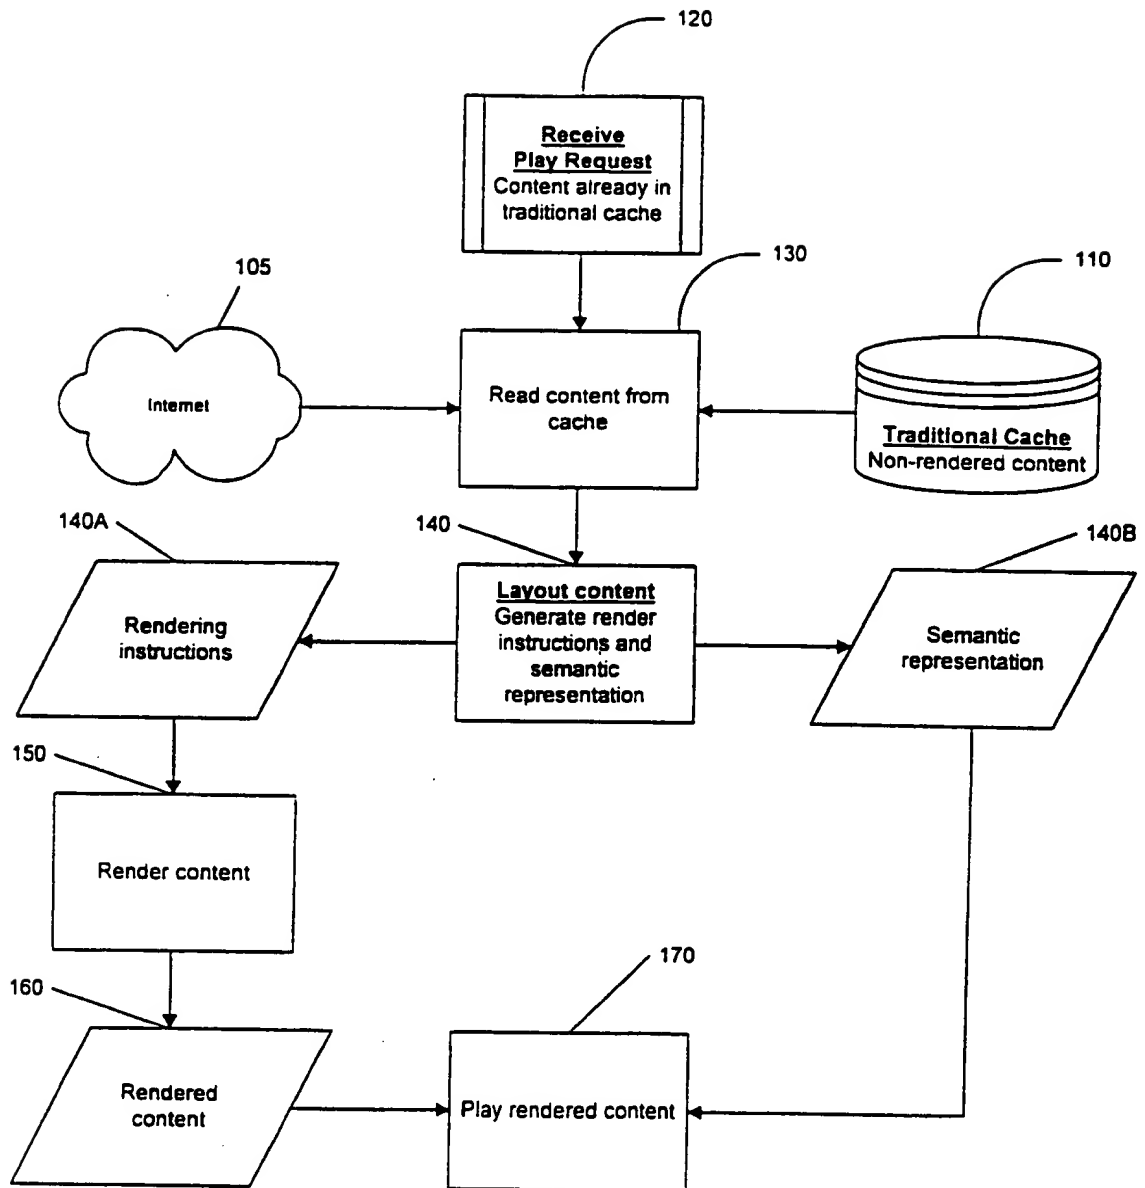 120
Receive
Play Request
Content already in
traditional cache
130
110
105
Internet
Read content from
cache
Traditional Cache
Non-rendered content
140A
140
140B
Rendering
instructions
Layout content
Generate render
instructions and
semantic
representation
Semantic
representation
150
Render content
160
170
Rendered
content
Play rendered content